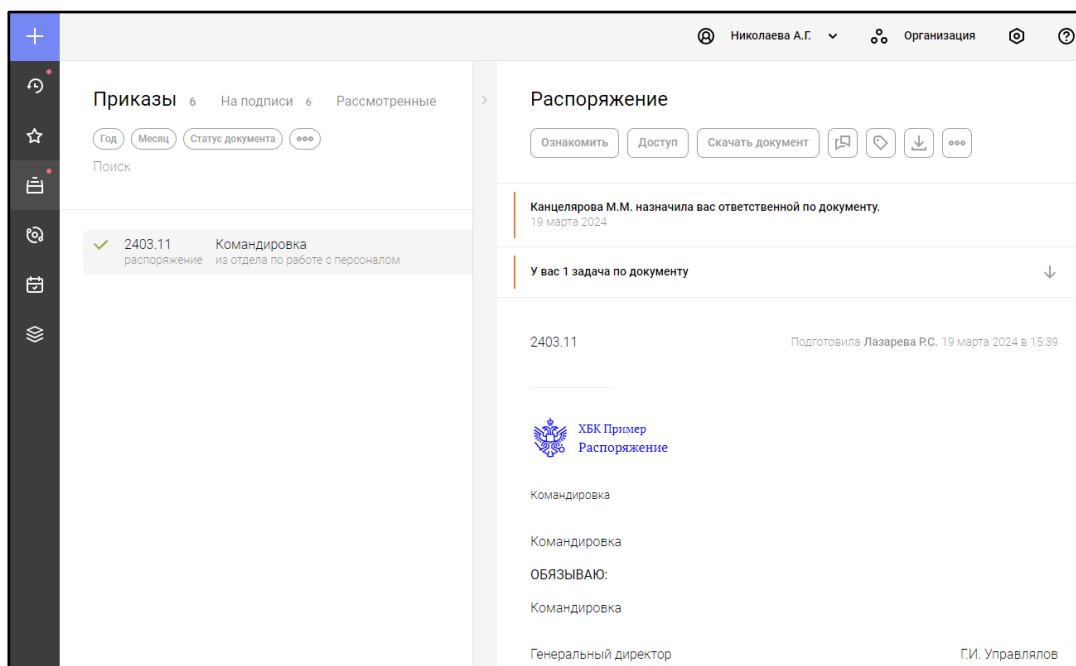 Николаева А.Г.
Организация
Приказы 6 На подписи 6 Рассмотренные
Год Месяц Статус документа
Поиск
2403.11 Командировка
распоряжение из отдела по работе с персоналом
Распоряжение
Ознакомить Доступ Скачать документ
Канцелярова М.М. назначила вас ответственной по документу.
19 марта 2024
У вас 1 задача по документу
2403.11 Подготовила Лазарева Р.С. 19 марта 2024 в 15:39
ХБК Пример
Распоряжение
Командировка
Командировка
ОБЯЗЫВАЮ:
Командировка
Генеральный директор Г.И. Управлялов